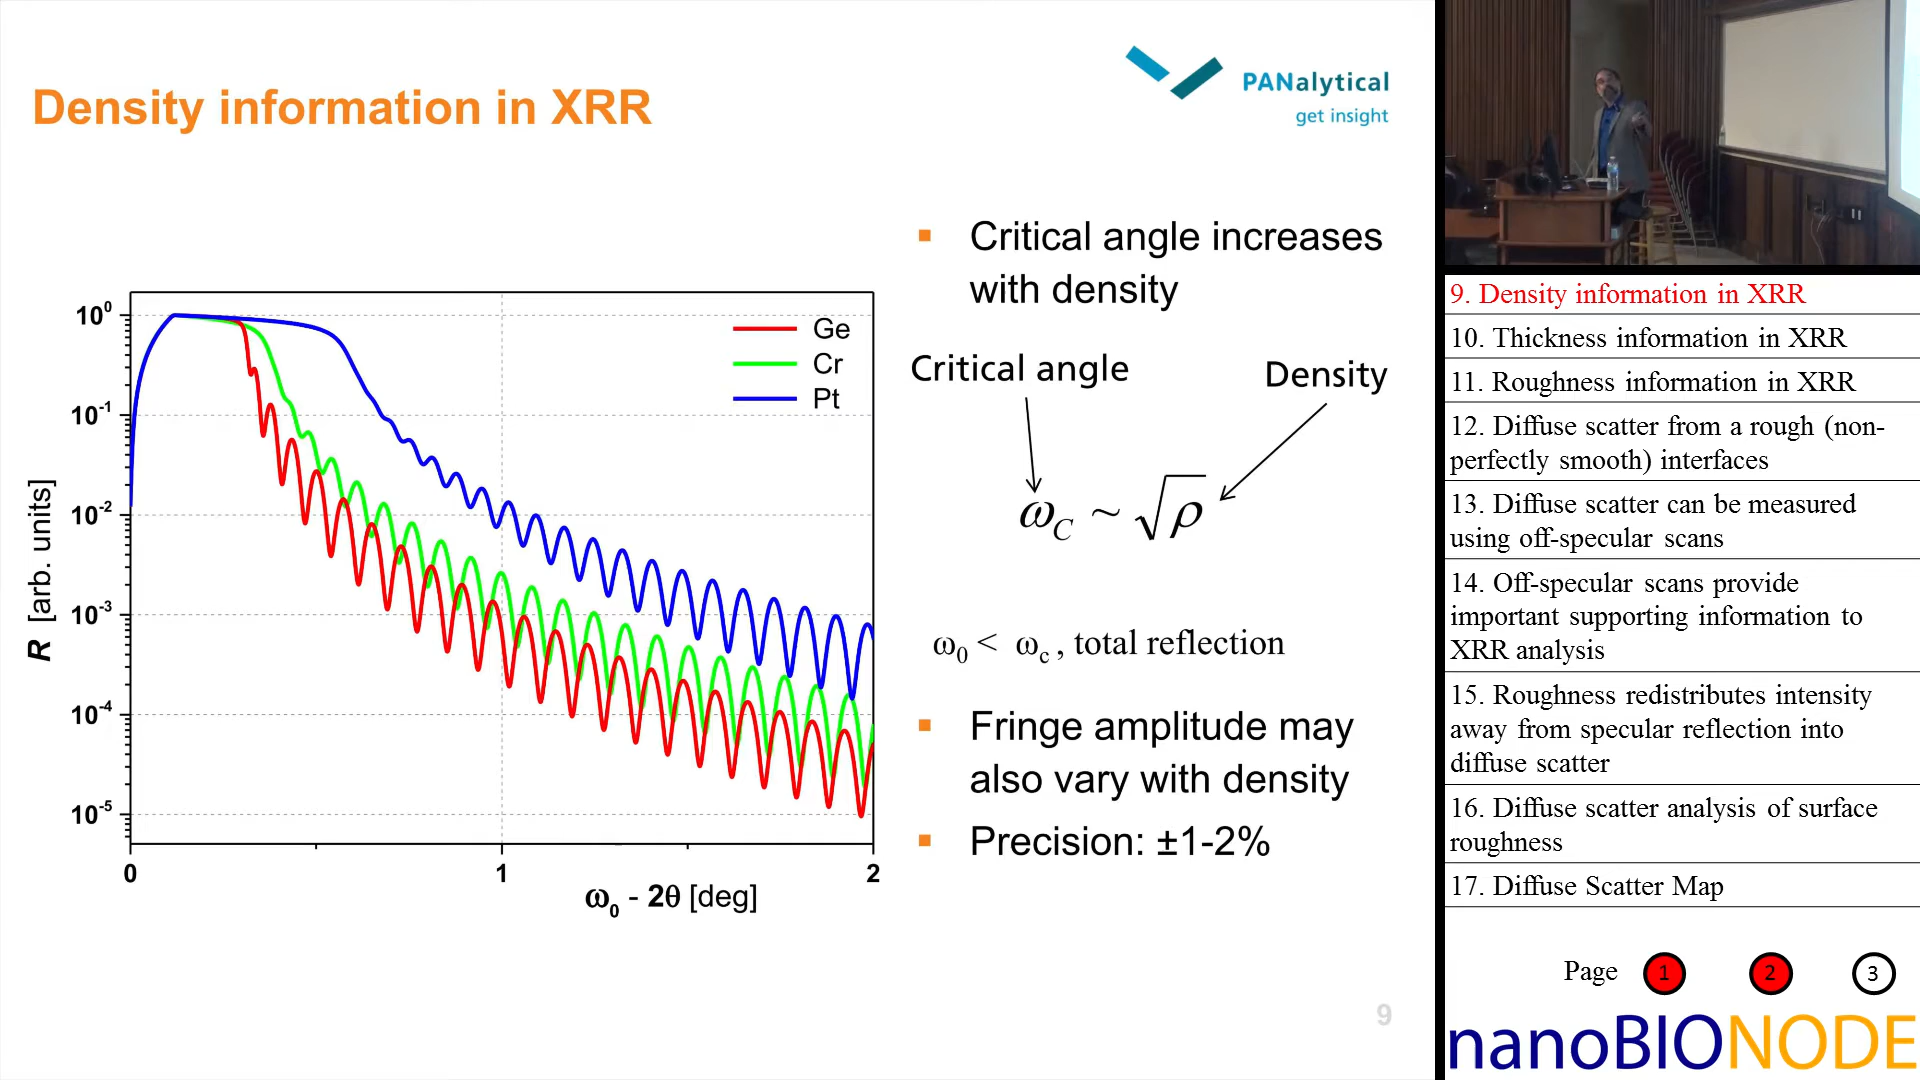 Density information in XRR
PANalytical
get insight
10⁰
10⁻¹
10⁻²
10⁻³
10⁻⁴
10⁻⁵
R [arb. units]
Ge
Cr
Pt
0
1
2
ω₀ - 2θ [deg]
▪ Critical angle increases
with density
Critical angle
Density
ω_C ~ √ρ
ω₀ < ω_c , total reflection
▪ Fringe amplitude may
also vary with density
▪ Precision: ±1-2%
9
9. Density information in XRR
10. Thickness information in XRR
11. Roughness information in XRR
12. Diffuse scatter from a rough (non-
perfectly smooth) interfaces
13. Diffuse scatter can be measured
using off-specular scans
14. Off-specular scans provide
important supporting information to
XRR analysis
15. Roughness redistributes intensity
away from specular reflection into
diffuse scatter
16. Diffuse scatter analysis of surface
roughness
17. Diffuse Scatter Map
Page 1 2 3
nanoBIONODE